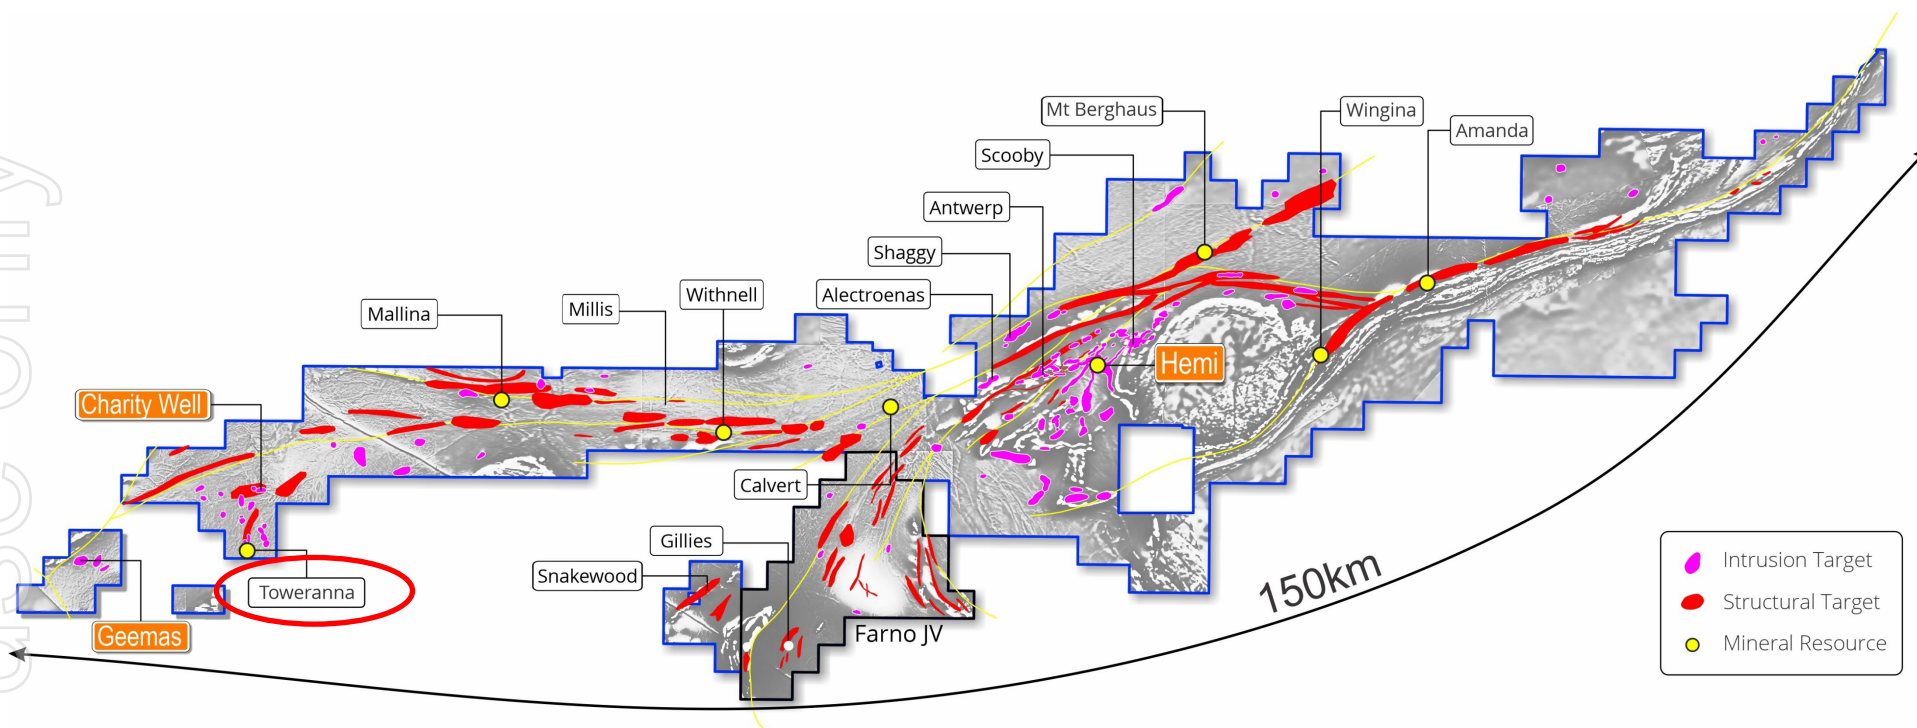 Mt Berghaus
Wingina
Amanda
Scooby
Antwerp
Shaggy
Alectroenas
Withnell
Millis
Mallina
Hemi
Charity Well
Calvert
Gillies
Snakewood
Toweranna
Geemas
Farno JV
150km
Intrusion Target
Structural Target
Mineral Resource